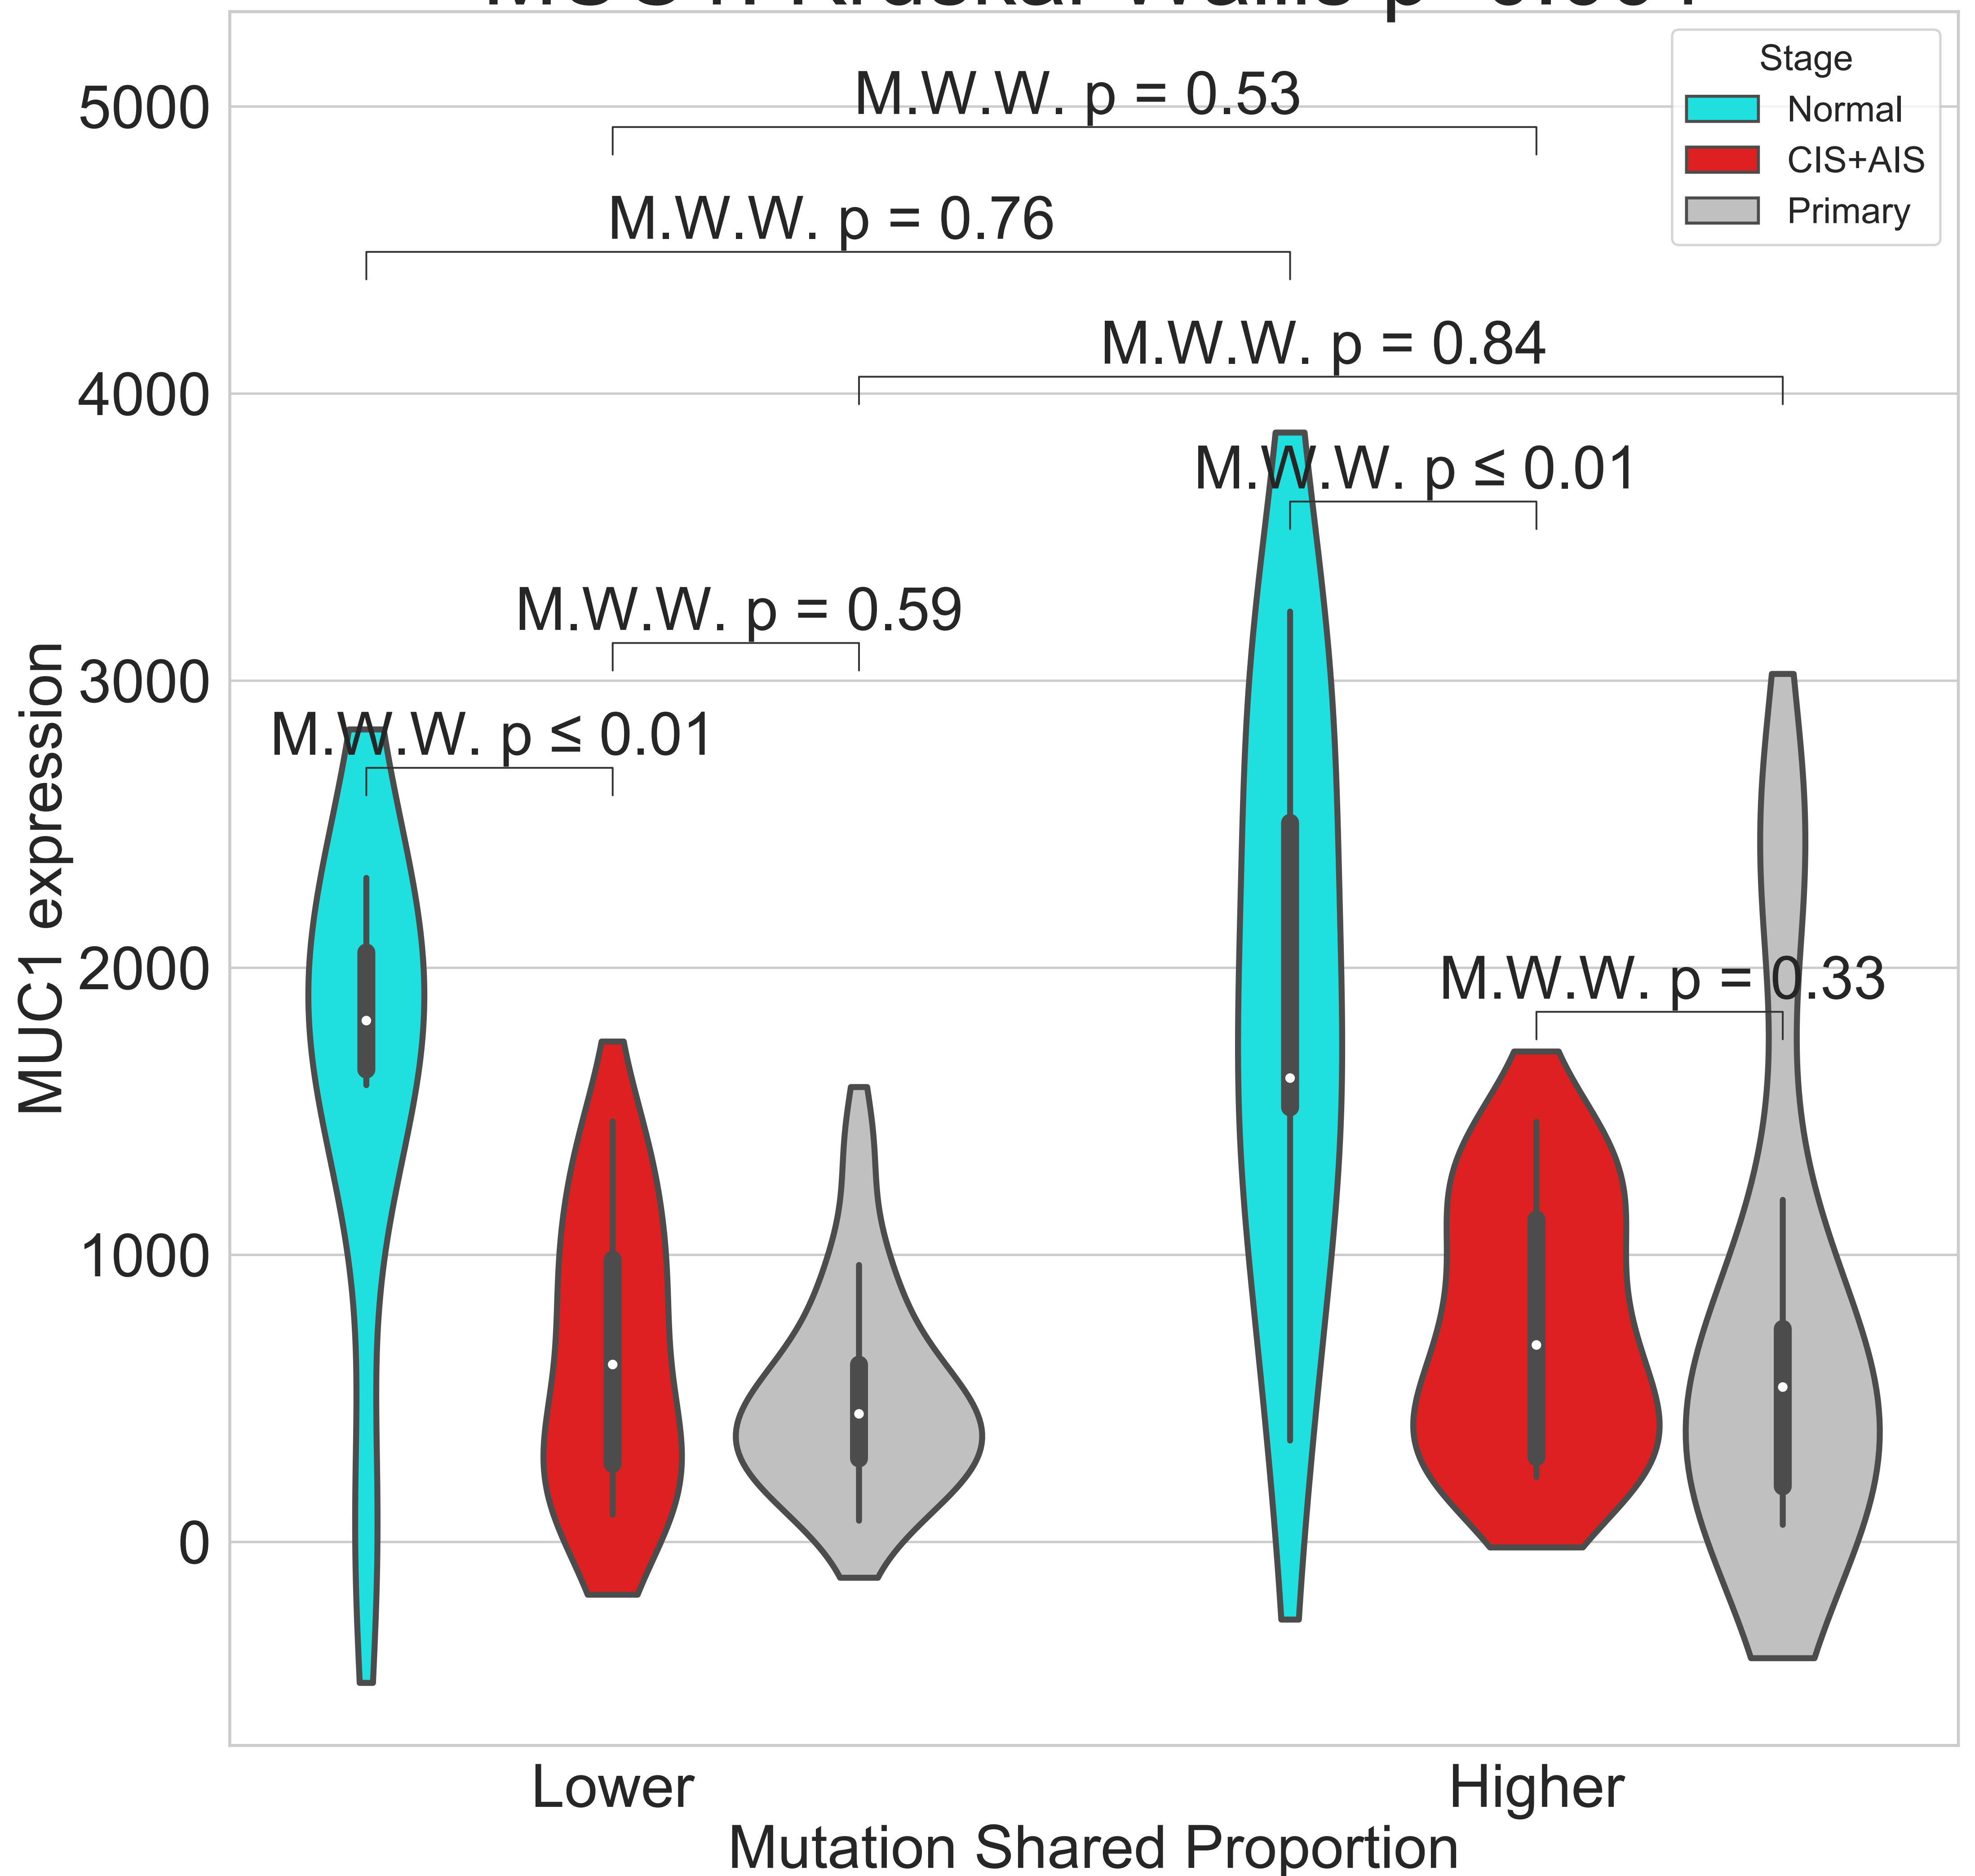 Stage
Normal
CIS+AIS
Primary
M.W.W. p = 0.53
M.W.W. p = 0.76
M.W.W. p = 0.84
M.W.W. p ≤ 0.01
M.W.W. p = 0.59
M.W.W. p ≤ 0.01
M.W.W. p = 0.33
MUC1 expression
5000
4000
3000
2000
1000
0
Lower
Higher
Mutation Shared Proportion